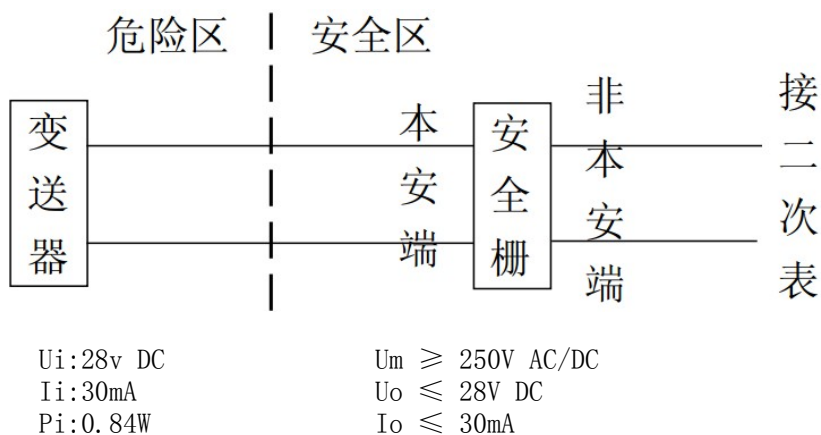 危险区
安全区
变送器
本安端
安全栅
非本安端
接二次表
Ui:28v DC
Um ≥ 250V AC/DC
Ii:30mA
Uo ≤ 28V DC
Pi:0.84W
Io ≤ 30mA